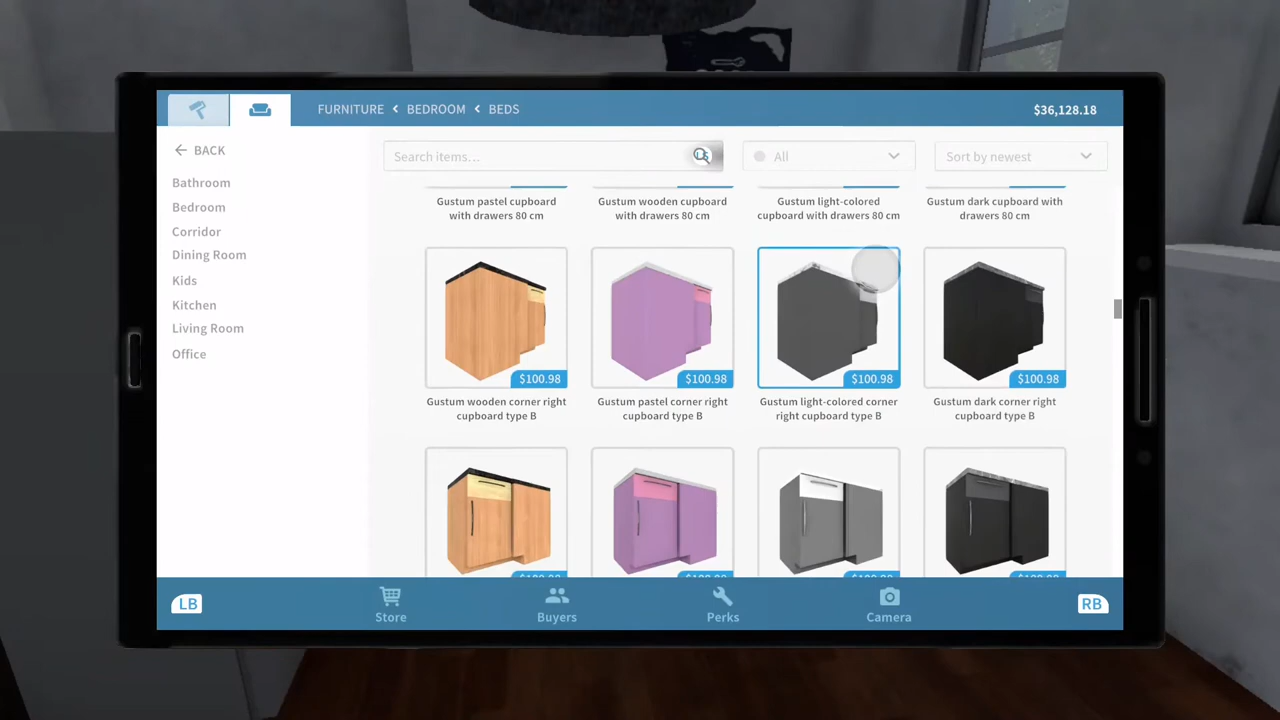 FURNITURE < BEDROOM < BEDS
$36,128.18
BACK
Search items...
LS
All
Sort by newest
Bathroom
Bedroom
Corridor
Dining Room
Kids
Kitchen
Living Room
Office
Gustum pastel cupboard
with drawers 80 cm
Gustum wooden cupboard
with drawers 80 cm
Gustum light-colored
cupboard with drawers 80 cm
Gustum dark cupboard with
drawers 80 cm
$100.98
$100.98
$100.98
$100.98
Gustum wooden corner right
cupboard type B
Gustum pastel corner right
cupboard type B
Gustum light-colored corner
right cupboard type B
Gustum dark corner right
cupboard type B
LB
Store
Buyers
Perks
Camera
RB